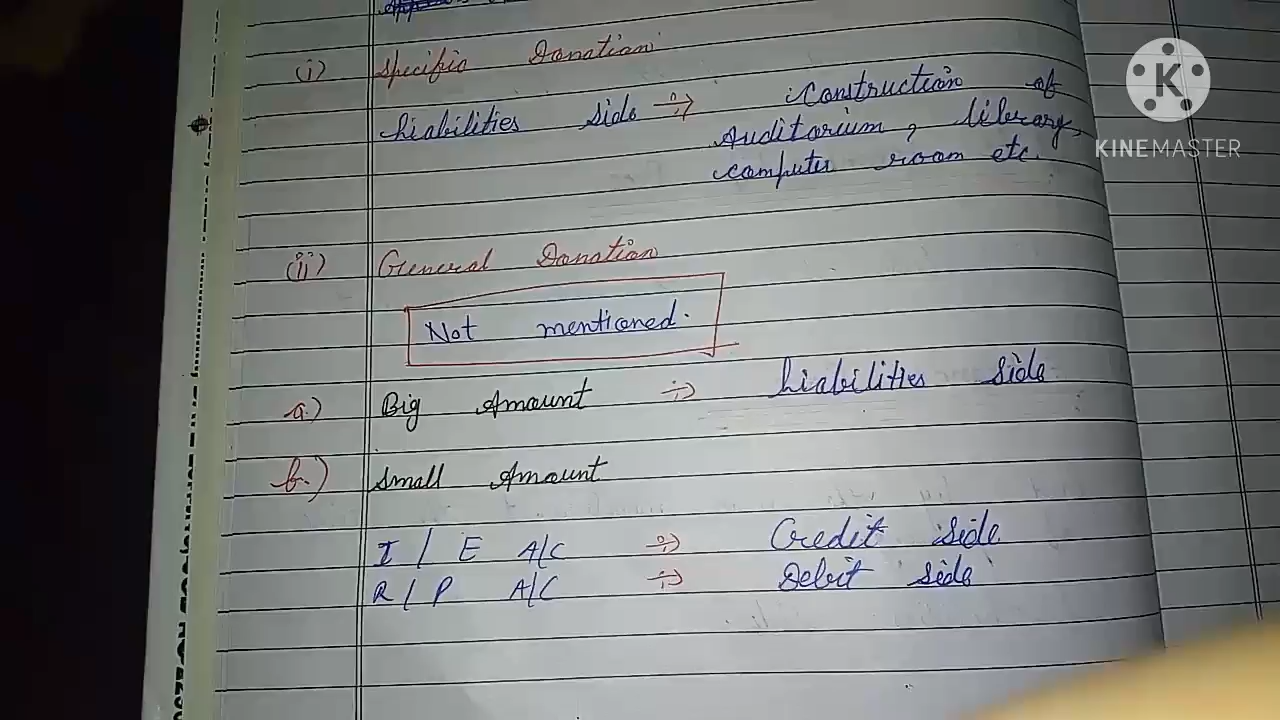 (i) Specific Donation
Liabilities Side ÷> Construction of
Auditorium, library,
computer room etc.
KINEMASTER
(ii) General Donation
Not mentioned.
a.) Big Amount ÷> Liabilities Side
b.) Small Amount
I / E A/C ÷> Credit Side
R / P A/C ÷> Debit Side